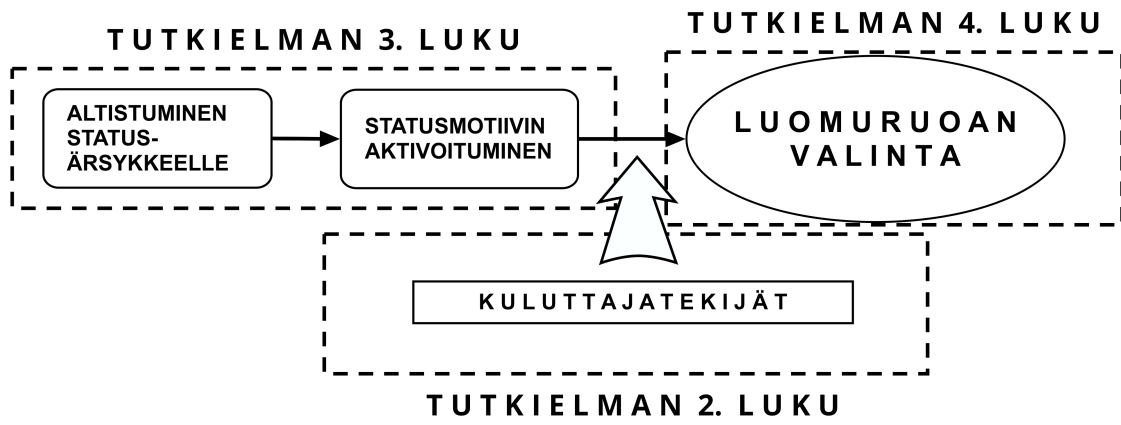 TUTKIELMAN 3. LUKU
TUTKIELMAN 4. LUKU
ALTISTUMINEN
STATUS-
ÄRSYKKEELLE
STATUSMOTIIVIN
AKTIVOITUMINEN
LUOMURUOAN
VALINTA
KULUTTAJATEKIJÄT
TUTKIELMAN 2. LUKU